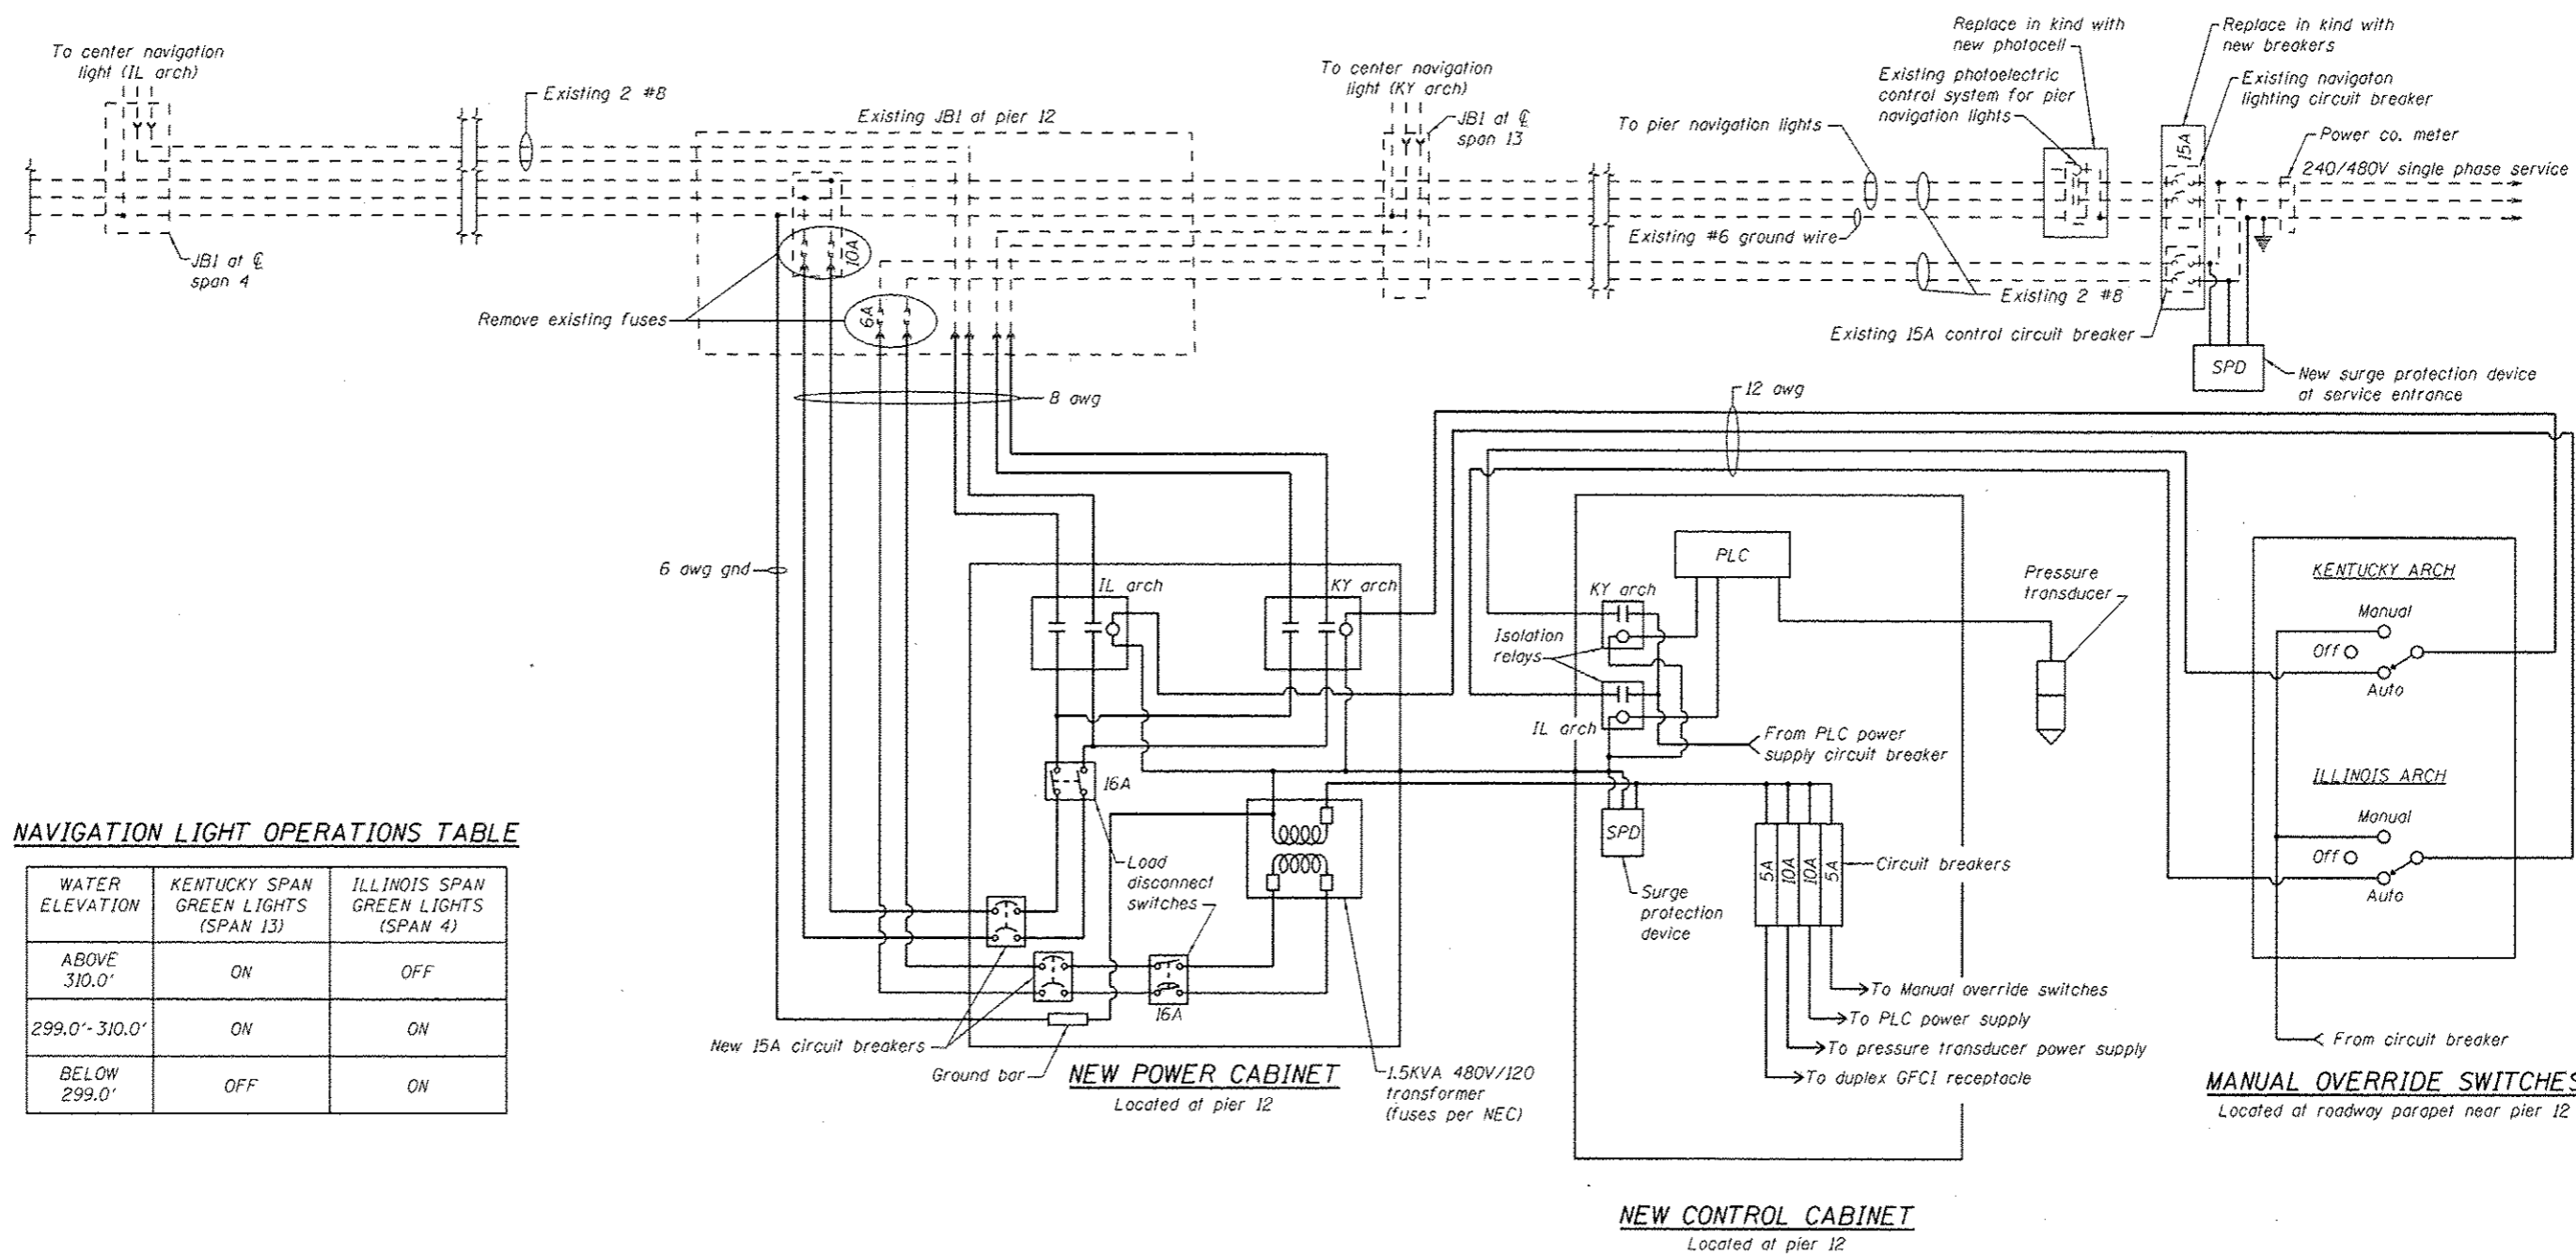 To center navigation
light (IL arch)
Existing 2 #8
Existing JB1 at pier 12
To center navigation
light (KY arch)
JB1 at ℄
span 13
To pier navigation lights
Replace in kind with
new photocell
Existing photoelectric
control system for pier
navigation lights
Replace in kind with
new breakers
Existing navigaton
lighting circuit breaker
15A
Power co. meter
240/480V single phase service
Existing #6 ground wire
Existing 2 #8
Existing 15A control circuit breaker
SPD
New surge protection device
at service entrance
JB1 at ℄
span 4
10A
6A
Remove existing fuses
8 awg
12 awg
6 awg gnd
IL arch
KY arch
16A
Load
disconnect
switches
16A
New 15A circuit breakers
Ground bar
NEW POWER CABINET
Located at pier 12
1.5KVA 480V/120
transformer
(fuses per NEC)
PLC
KY arch
Isolation
relays
IL arch
From PLC power
supply circuit breaker
SPD
Surge
protection
device
5A
10A
10A
5A
Circuit breakers
To Manual override switches
To PLC power supply
To pressure transducer power supply
To duplex GFCI receptacle
NEW CONTROL CABINET
Located at pier 12
Pressure
transducer
KENTUCKY ARCH
Manual
Off
Auto
ILLINOIS ARCH
Manual
Off
Auto
From circuit breaker
MANUAL OVERRIDE SWITCHES
Located at roadway parapet near pier 12
NAVIGATION LIGHT OPERATIONS TABLE
WATER
ELEVATION
KENTUCKY SPAN
GREEN LIGHTS
(SPAN 13)
ILLINOIS SPAN
GREEN LIGHTS
(SPAN 4)
ABOVE
310.0'
ON
OFF
299.0'-310.0'
ON
ON
BELOW
299.0'
OFF
ON